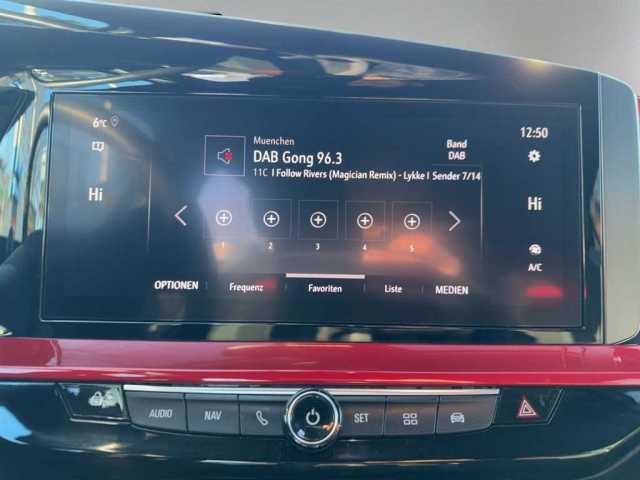 6°C
12:50
Muenchen
DAB Gong 96.3
Band
DAB
11C I Follow Rivers (Magician Remix) - Lykke I Sender 7/14
Hi
Hi
1 2 3 4 5
A/C
OPTIONEN Frequenz Favoriten Liste MEDIEN
AUDIO NAV SET